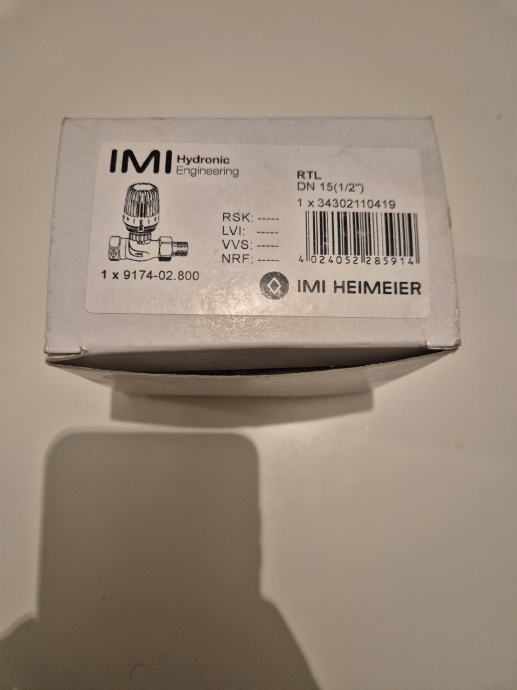 IMI Hydronic
Engineering
RTL
DN 15(1/2")
1 x 34302110419
RSK: -----
LVI: -----
VVS: -----
NRF: -----
4 024052 285914
1 x 9174-02.800
IMI HEIMEIER